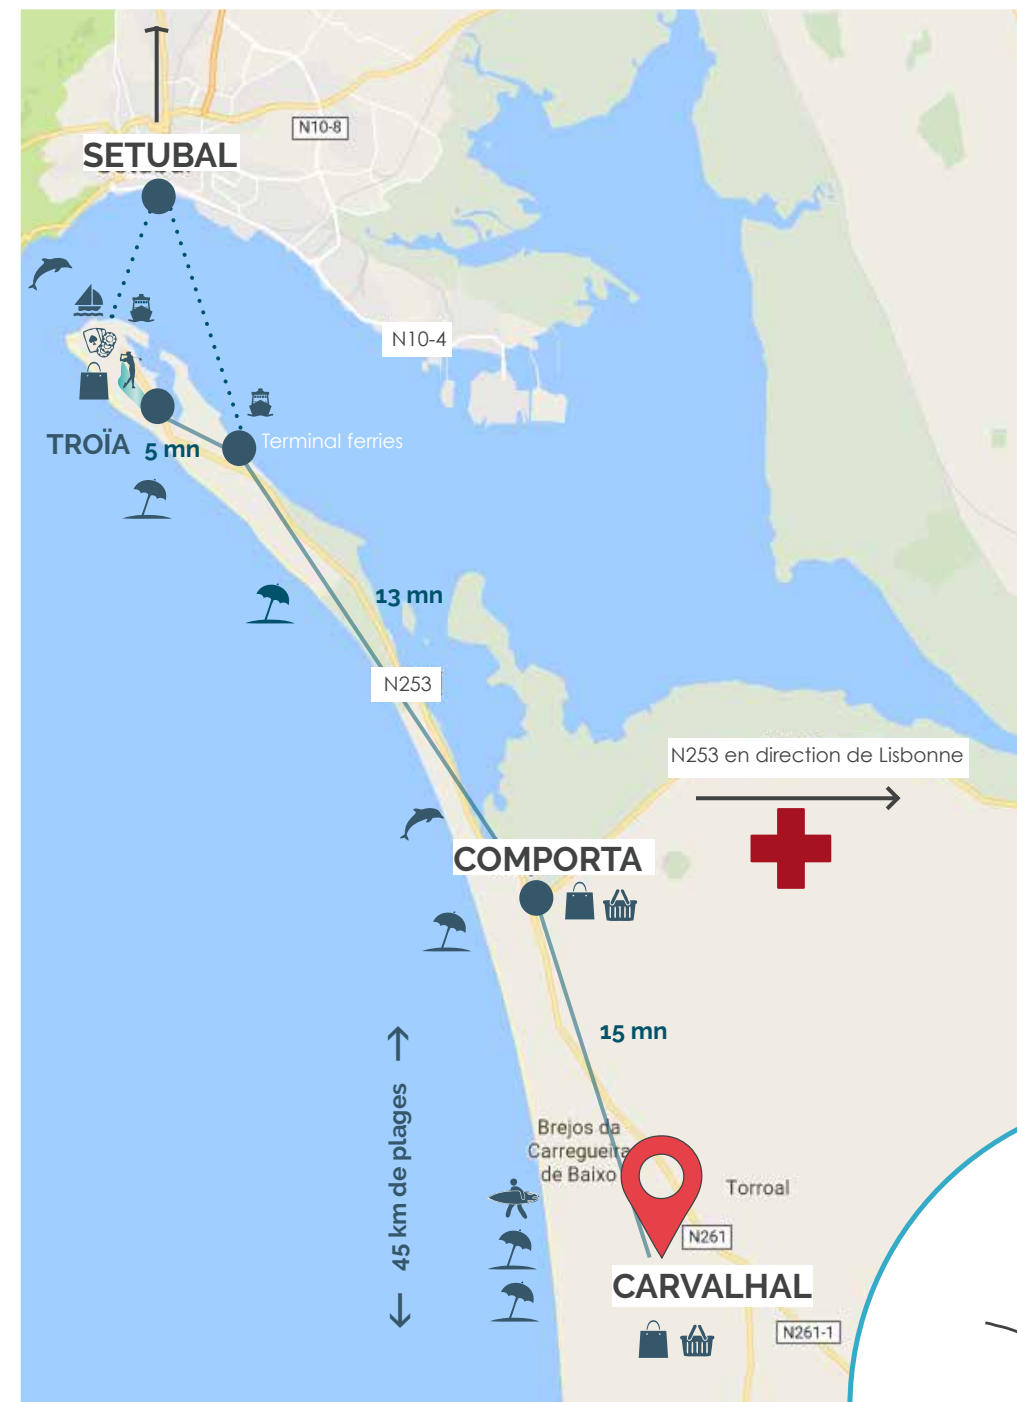 N10-8
SETUBAL
N10-4
TROÏA
5 mn
Terminal ferries
13 mn
N253
N253 en direction de Lisbonne
COMPORTA
15 mn
45 km de plages
Brejos da
Carregueira
de Baixo
Torroal
N261
CARVALHAL
N261-1